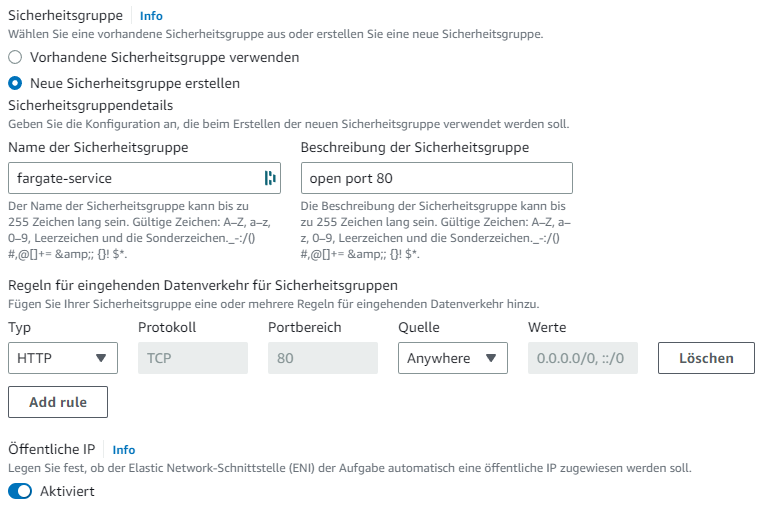 Sicherheitsgruppe Info
Wählen Sie eine vorhandene Sicherheitsgruppe aus oder erstellen Sie eine neue Sicherheitsgruppe.
Vorhandene Sicherheitsgruppe verwenden
Neue Sicherheitsgruppe erstellen
Sicherheitsgruppendetails
Geben Sie die Konfiguration an, die beim Erstellen der neuen Sicherheitsgruppe verwendet werden soll.
Name der Sicherheitsgruppe
fargate-service
Der Name der Sicherheitsgruppe kann bis zu
255 Zeichen lang sein. Gültige Zeichen: A–Z, a–z,
0–9, Leerzeichen und die Sonderzeichen._-:/()
#,@[]+= &amp;; {}! $*.
Beschreibung der Sicherheitsgruppe
open port 80
Die Beschreibung der Sicherheitsgruppe kann bis
zu 255 Zeichen lang sein. Gültige Zeichen: A–Z, a–
z, 0–9, Leerzeichen und die Sonderzeichen._-:/()
#,@[]+= &amp;; {}! $*.
Regeln für eingehenden Datenverkehr für Sicherheitsgruppen
Fügen Sie Ihrer Sicherheitsgruppe eine oder mehrere Regeln für eingehenden Datenverkehr hinzu.
Typ Protokoll Portbereich Quelle Werte
HTTP TCP 80 Anywhere 0.0.0.0/0, ::/0 Löschen
Add rule
Öffentliche IP Info
Legen Sie fest, ob der Elastic Network-Schnittstelle (ENI) der Aufgabe automatisch eine öffentliche IP zugewiesen werden soll.
Aktiviert